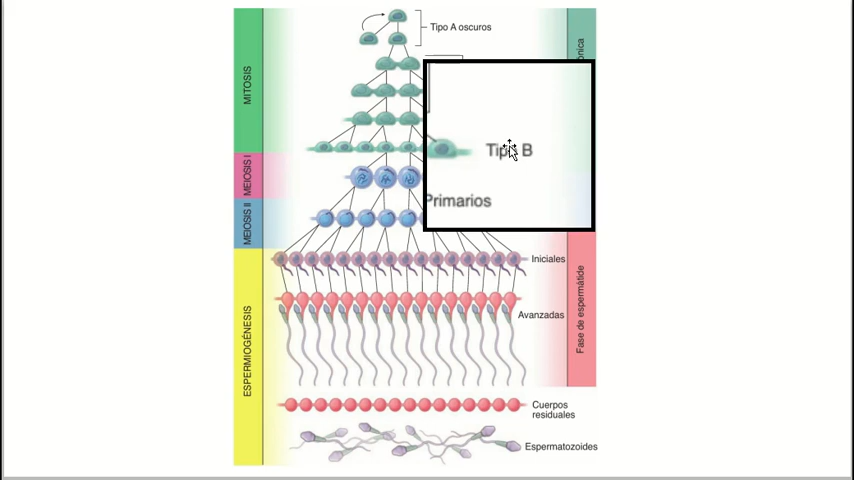 Tipo A oscuros
MITOSIS
Tipo B
MEIOSIS I
Primarios
MEIOSIS II
Iniciales
Avanzadas
Fase de espermátide
ESPERMIOGÉNESIS
Cuerpos
residuales
Espermatozoides